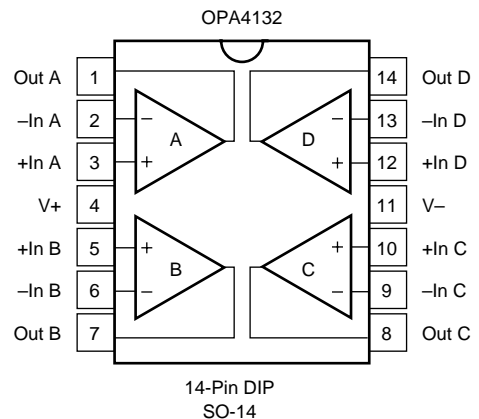 OPA4132
Out A 1 14 Out D
–In A 2 – – 13 –In D
A D
+In A 3 + + 12 +In D
V+ 4 11 V–
+In B 5 + + 10 +In C
B C
–In B 6 – – 9 –In C
Out B 7 8 Out C
14-Pin DIP
SO-14